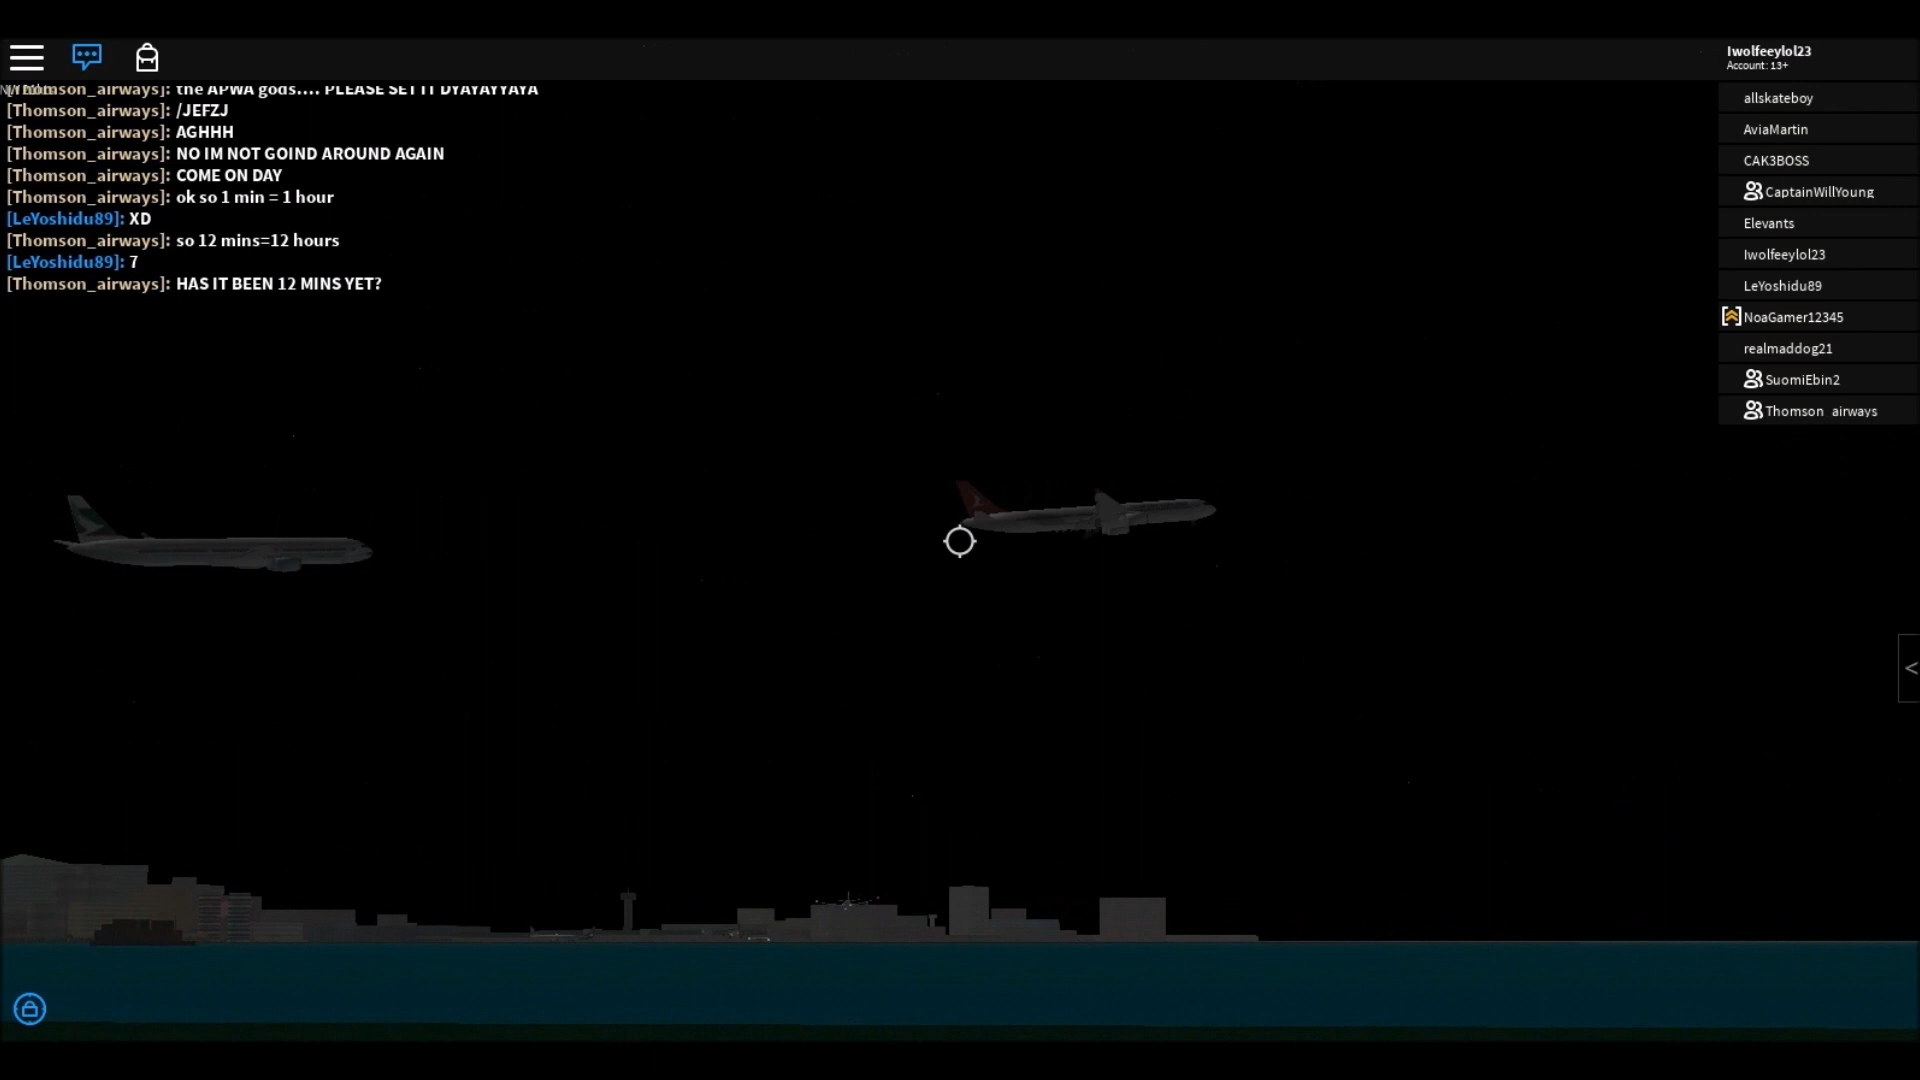 Iwolfeeylol23
Account: 13+
[Thomson_airways]: the APWA gods.... PLEASE SET IT DYAYAYYAYA
[Thomson_airways]: /JEFZJ
[Thomson_airways]: AGHHH
[Thomson_airways]: NO IM NOT GOIND AROUND AGAIN
[Thomson_airways]: COME ON DAY
[Thomson_airways]: ok so 1 min = 1 hour
[LeYoshidu89]: XD
[Thomson_airways]: so 12 mins=12 hours
[LeYoshidu89]: 7
[Thomson_airways]: HAS IT BEEN 12 MINS YET?
allskateboy
AviaMartin
CAK3BOSS
CaptainWillYoung
Elevants
Iwolfeeylol23
LeYoshidu89
NoaGamer12345
realmaddog21
SuomiEbin2
Thomson_airways
<